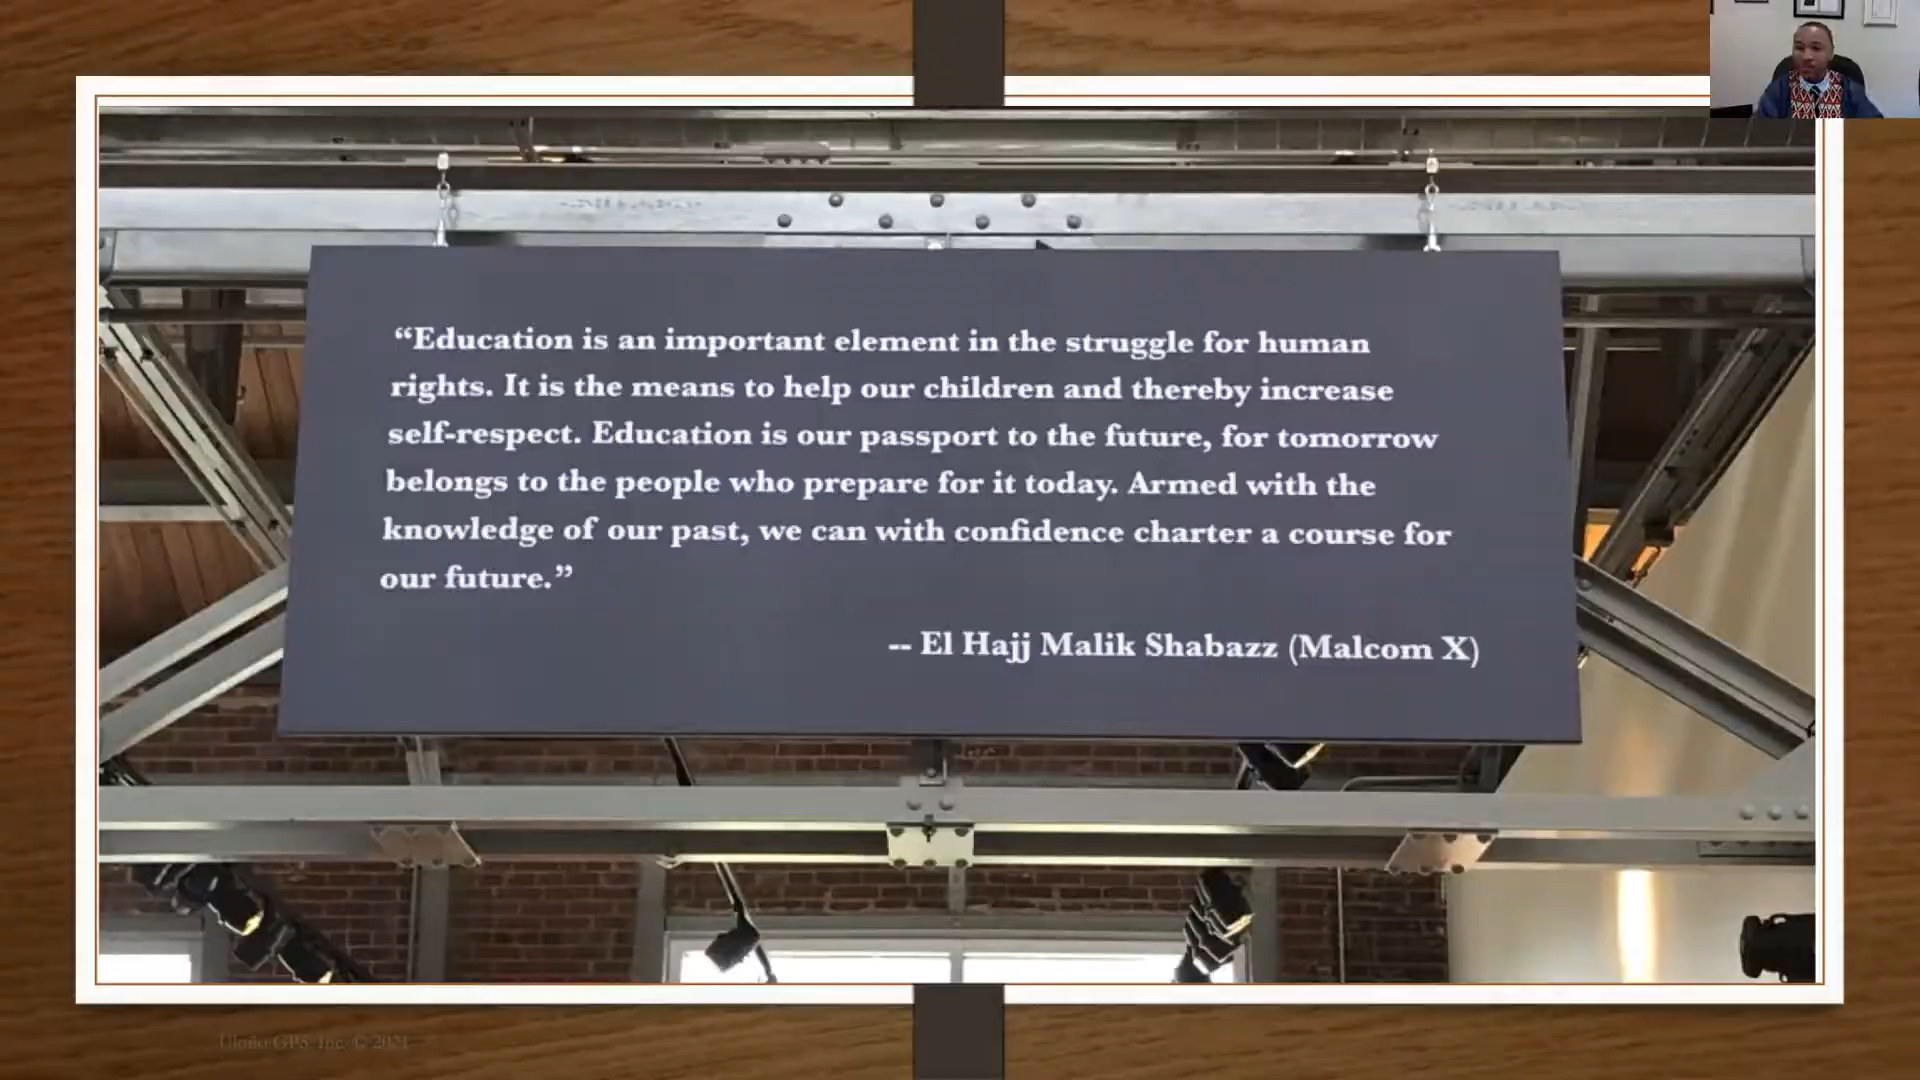 “Education is an important element in the struggle for human
rights. It is the means to help our children and thereby increase
self-respect. Education is our passport to the future, for tomorrow
belongs to the people who prepare for it today. Armed with the
knowledge of our past, we can with confidence charter a course for
our future.”
-- El Hajj Malik Shabazz (Malcom X)
GPS, Inc. © 2021